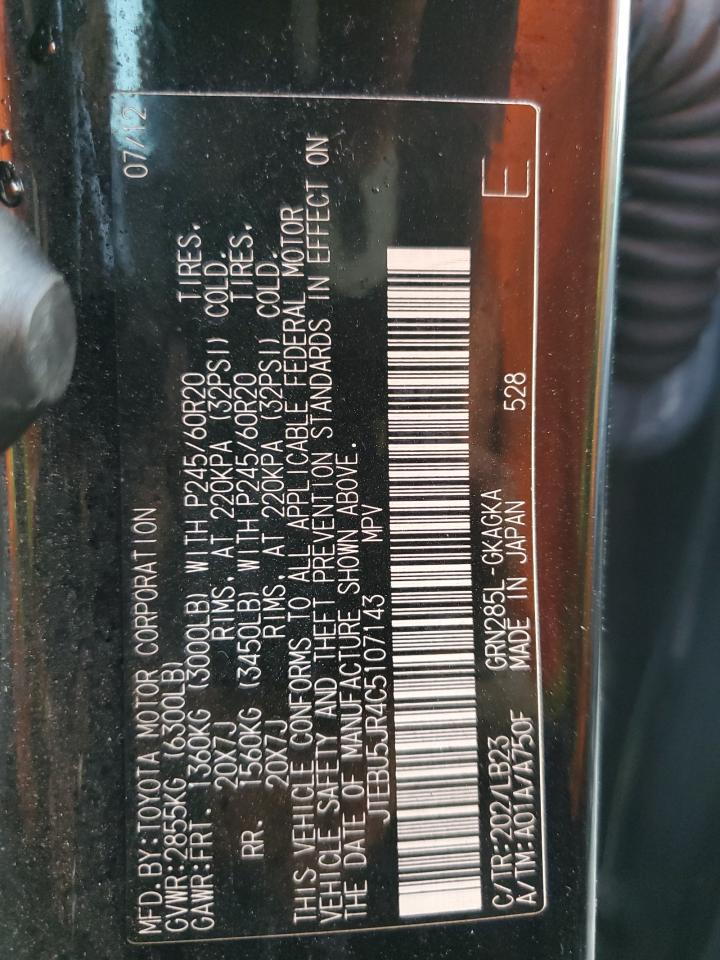 MFD.BY:TOYOTA MOTOR CORPORATION 07/12
GVWR:2855KG (6300LB)
GAWR:FRT. 1360KG (3000LB) WITH P245/60R20 TIRES,
20X7J RIMS, AT 220KPA (32PSI) COLD.
RR. 1560KG (3450LB) WITH P245/60R20 TIRES,
20X7J RIMS, AT 220KPA (32PSI) COLD.
THIS VEHICLE CONFORMS TO ALL APPLICABLE FEDERAL MOTOR
VEHICLE SAFETY AND THEFT PREVENTION STANDARDS IN EFFECT ON
THE DATE OF MANUFACTURE SHOWN ABOVE.
JTEBU5JR4C5107143 MPV
C/TR:202/LB23 GRN285L-GKAGKA E
A/TM:A01A/A750F MADE IN JAPAN 528